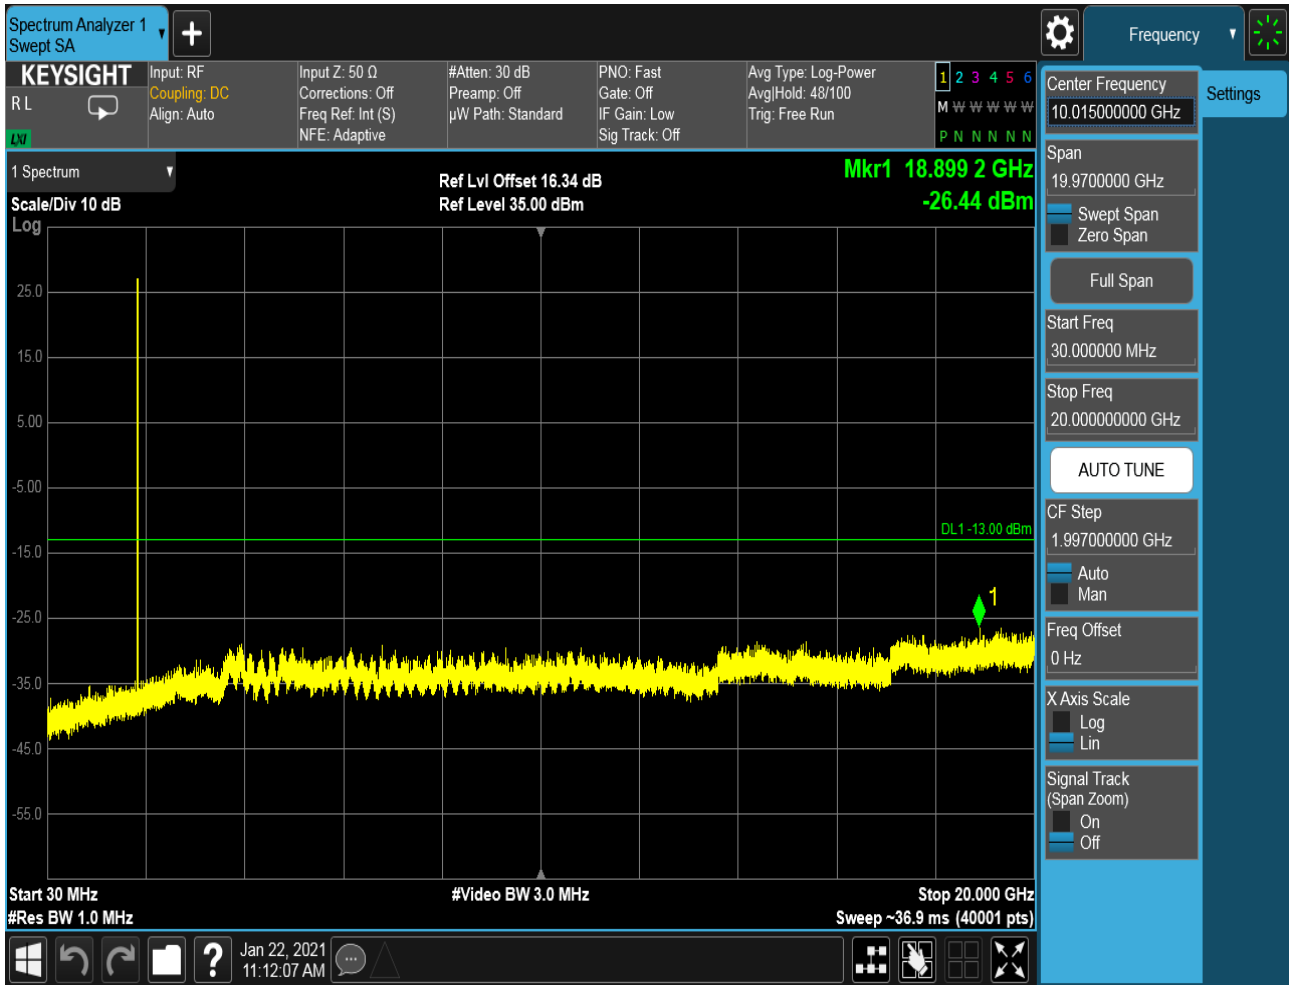 Spectrum Analyzer 1
Swept SA
Frequency
KEYSIGHT
R L
LXI
Input: RF
Coupling: DC
Align: Auto
Input Z: 50 Ω
Corrections: Off
Freq Ref: Int (S)
NFE: Adaptive
#Atten: 30 dB
Preamp: Off
µW Path: Standard
PNO: Fast
Gate: Off
IF Gain: Low
Sig Track: Off
Avg Type: Log-Power
Avg|Hold: 48/100
Trig: Free Run
1 2 3 4 5 6
M W W W W W
P N N N N N
1 Spectrum
Scale/Div 10 dB
Log
Ref Lvl Offset 16.34 dB
Ref Level 35.00 dBm
Mkr1 18.899 2 GHz
-26.44 dBm
25.0
15.0
5.00
-5.00
-15.0
-25.0
-35.0
-45.0
-55.0
DL1 -13.00 dBm
1
Start 30 MHz
#Res BW 1.0 MHz
#Video BW 3.0 MHz
Stop 20.000 GHz
Sweep ~36.9 ms (40001 pts)
?
Jan 22, 2021
11:12:07 AM
Center Frequency
10.015000000 GHz
Settings
Span
19.9700000 GHz
Swept Span
Zero Span
Full Span
Start Freq
30.000000 MHz
Stop Freq
20.000000000 GHz
AUTO TUNE
CF Step
1.997000000 GHz
Auto
Man
Freq Offset
0 Hz
X Axis Scale
Log
Lin
Signal Track
(Span Zoom)
On
Off